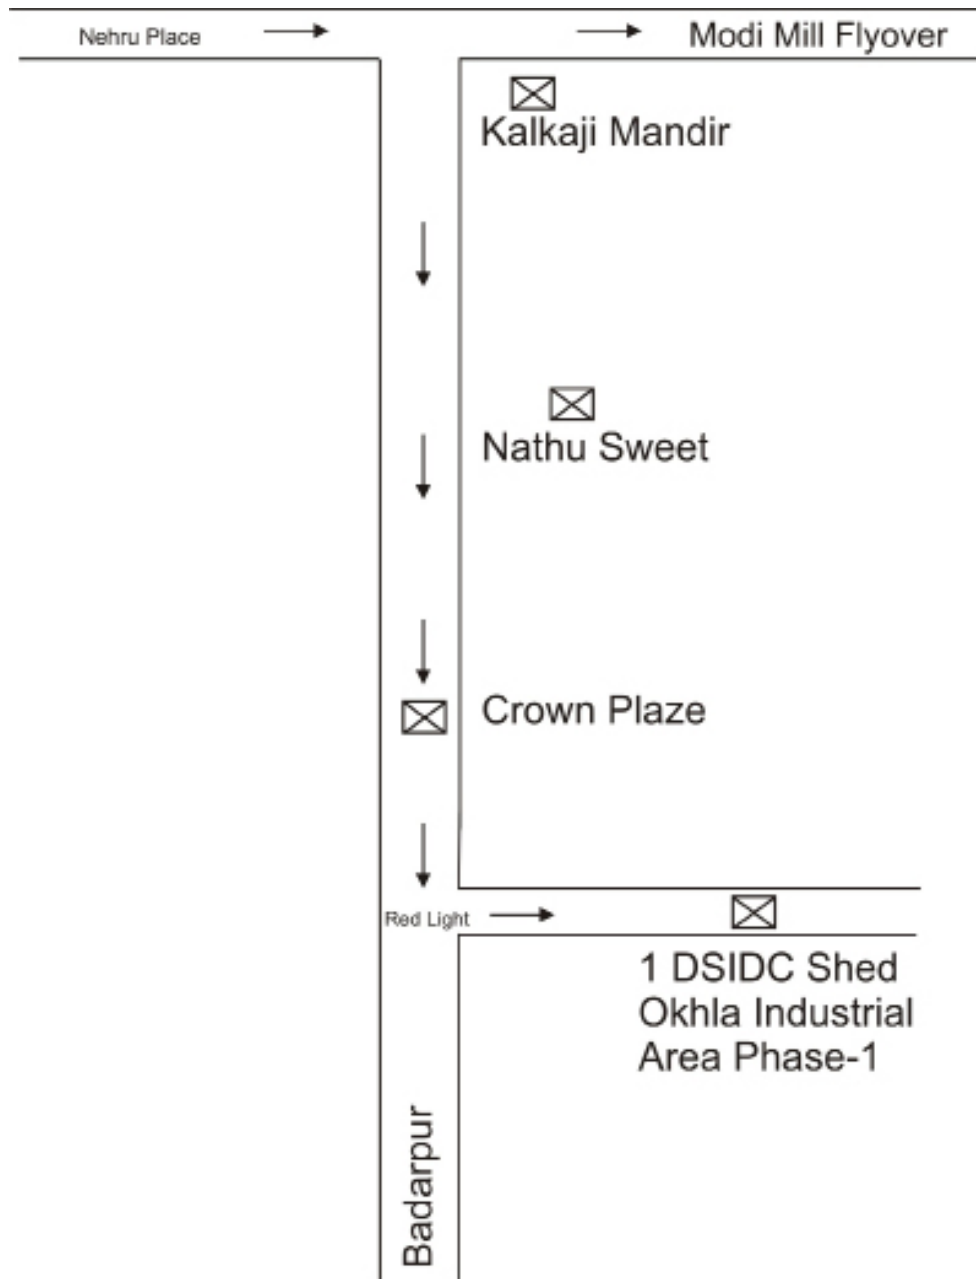 Nehru Place
Modi Mill Flyover
Kalkaji Mandir
Nathu Sweet
Crown Plaze
Red Light
1 DSIDC Shed
Okhla Industrial
Area Phase-1
Badarpur